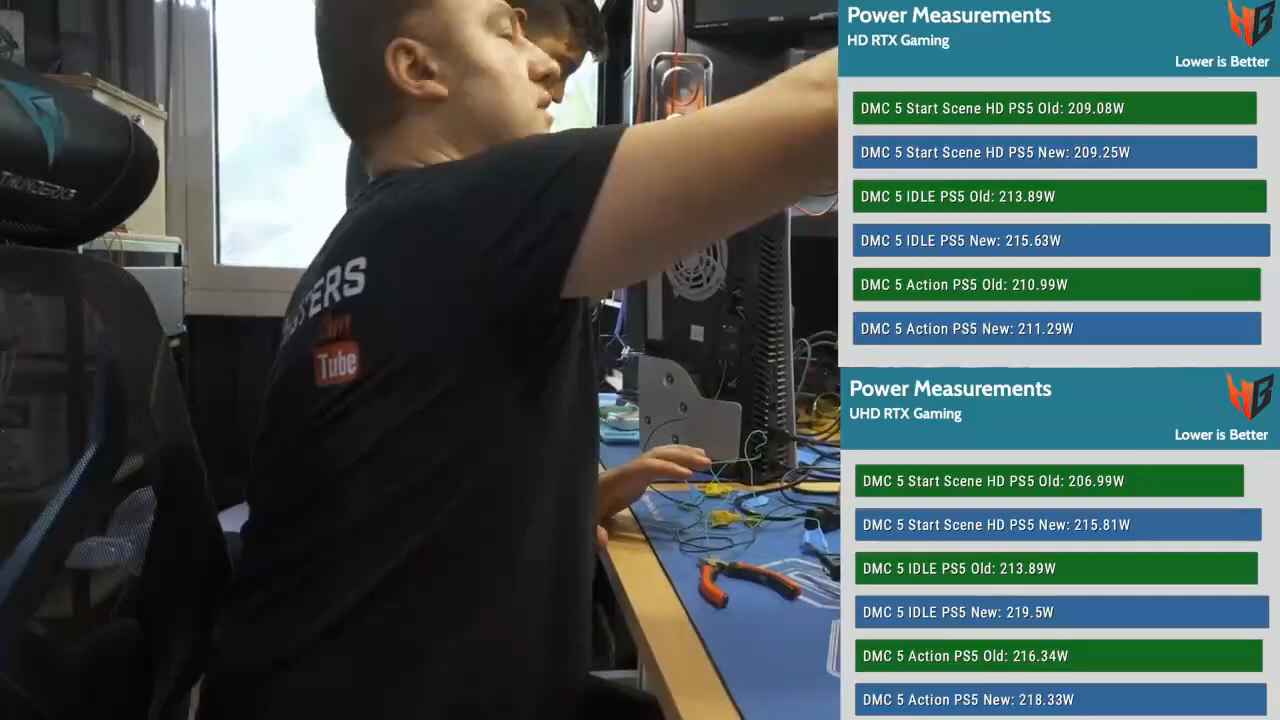 THUNDERX3
STERS
You
Tube
Power Measurements
HD RTX Gaming
Lower is Better
DMC 5 Start Scene HD PS5 Old: 209.08W
DMC 5 Start Scene HD PS5 New: 209.25W
DMC 5 IDLE PS5 Old: 213.89W
DMC 5 IDLE PS5 New: 215.63W
DMC 5 Action PS5 Old: 210.99W
DMC 5 Action PS5 New: 211.29W
Power Measurements
UHD RTX Gaming
Lower is Better
DMC 5 Start Scene HD PS5 Old: 206.99W
DMC 5 Start Scene HD PS5 New: 215.81W
DMC 5 IDLE PS5 Old: 213.89W
DMC 5 IDLE PS5 New: 219.5W
DMC 5 Action PS5 Old: 216.34W
DMC 5 Action PS5 New: 218.33W